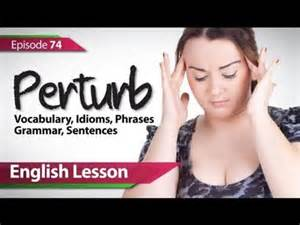 Episode 74
Perturb
Vocabulary, Idioms, Phrases
Grammar, Sentences
English Lesson